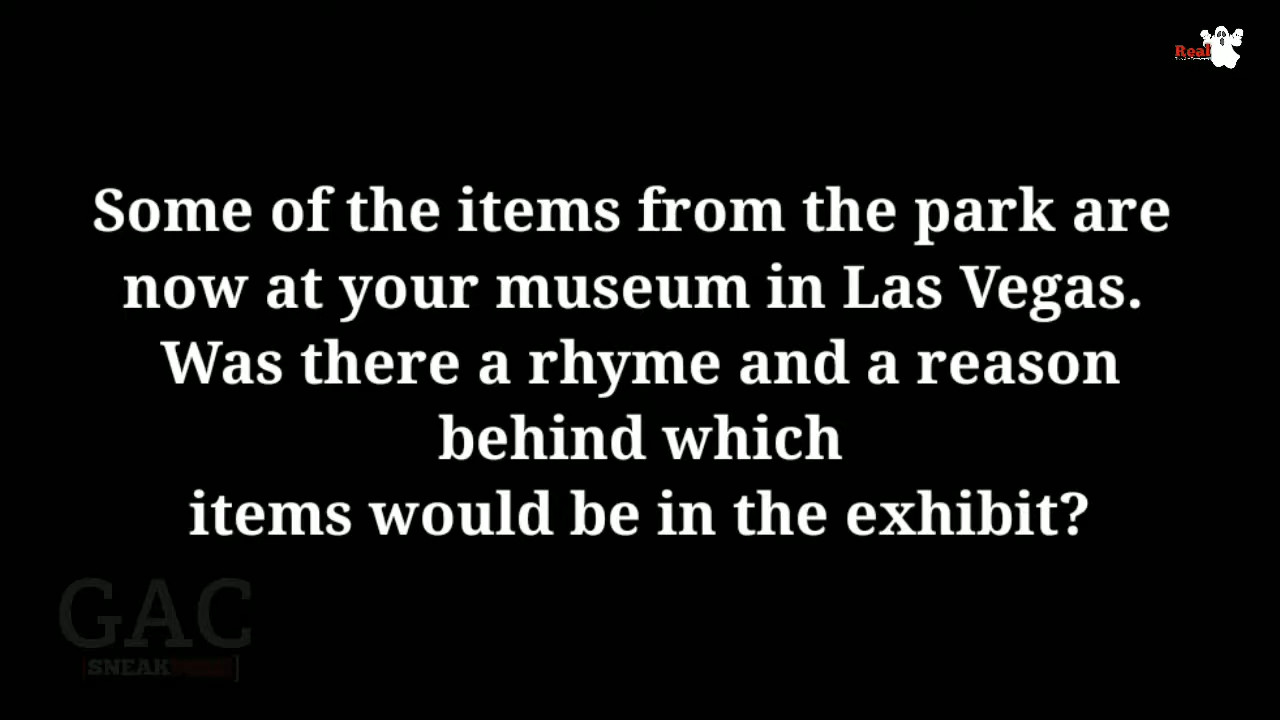 Real
Some of the items from the park are
now at your museum in Las Vegas.
Was there a rhyme and a reason
behind which
items would be in the exhibit?
GAC
SNEAK